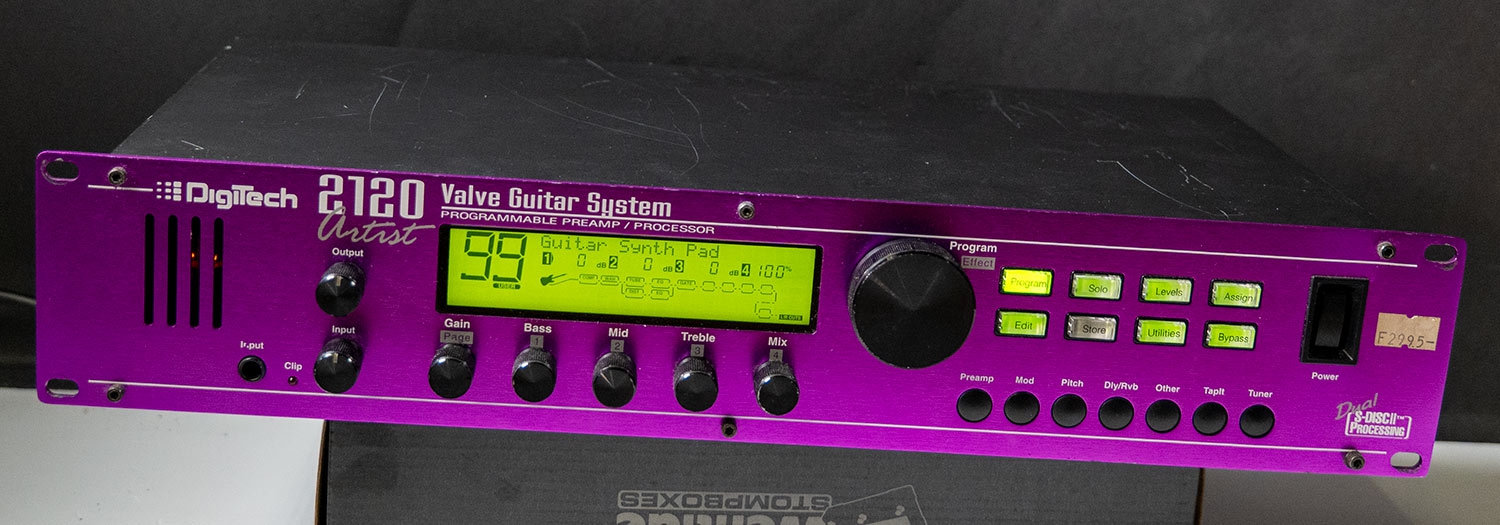 DigiTech
2120
Artist
Valve Guitar System
PROGRAMMABLE PREAMP / PROCESSOR
Output
Input
Input
Clip
99
USER
Guitar Synth Pad
1 0 dB 2 0 dB 3 0 dB 4 100%
Gain
Page
Bass
1
Mid
2
Treble
3
Mix
4
Program
Effect
Program
Solo
Levels
Assign
Edit
Store
Utilities
Bypass
Preamp
Mod
Pitch
Dly/Rvb
Other
TapIt
Tuner
Power
F2995-
Dual
S-DISCII™
PROCESSING
STOMPBOXES